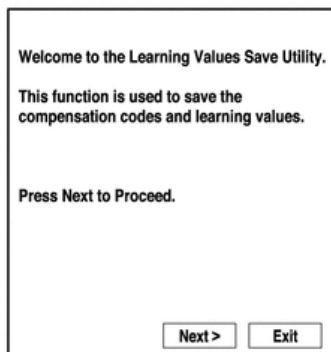 Welcome to the Learning Values Save Utility.
This function is used to save the
compensation codes and learning values.
Press Next to Proceed.
Next >
Exit